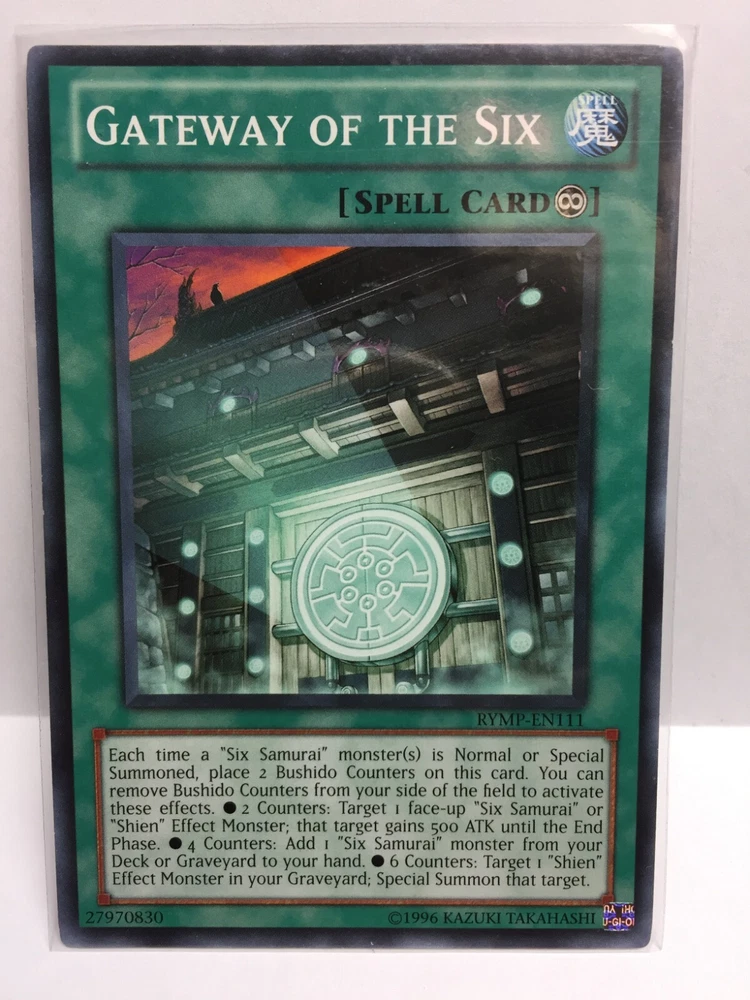 GATEWAY OF THE SIX
SPELL
魔
[SPELL CARD♾]
RYMP-EN111
Each time a "Six Samurai" monster(s) is Normal or Special
Summoned, place 2 Bushido Counters on this card. You can
remove Bushido Counters from your side of the field to activate
these effects. ●2 Counters: Target 1 face-up "Six Samurai" or
"Shien" Effect Monster; that target gains 500 ATK until the End
Phase. ●4 Counters: Add 1 "Six Samurai" monster from your
Deck or Graveyard to your hand. ●6 Counters: Target 1 "Shien"
Effect Monster in your Graveyard; Special Summon that target.
27970830
©1996 KAZUKI TAKAHASHI